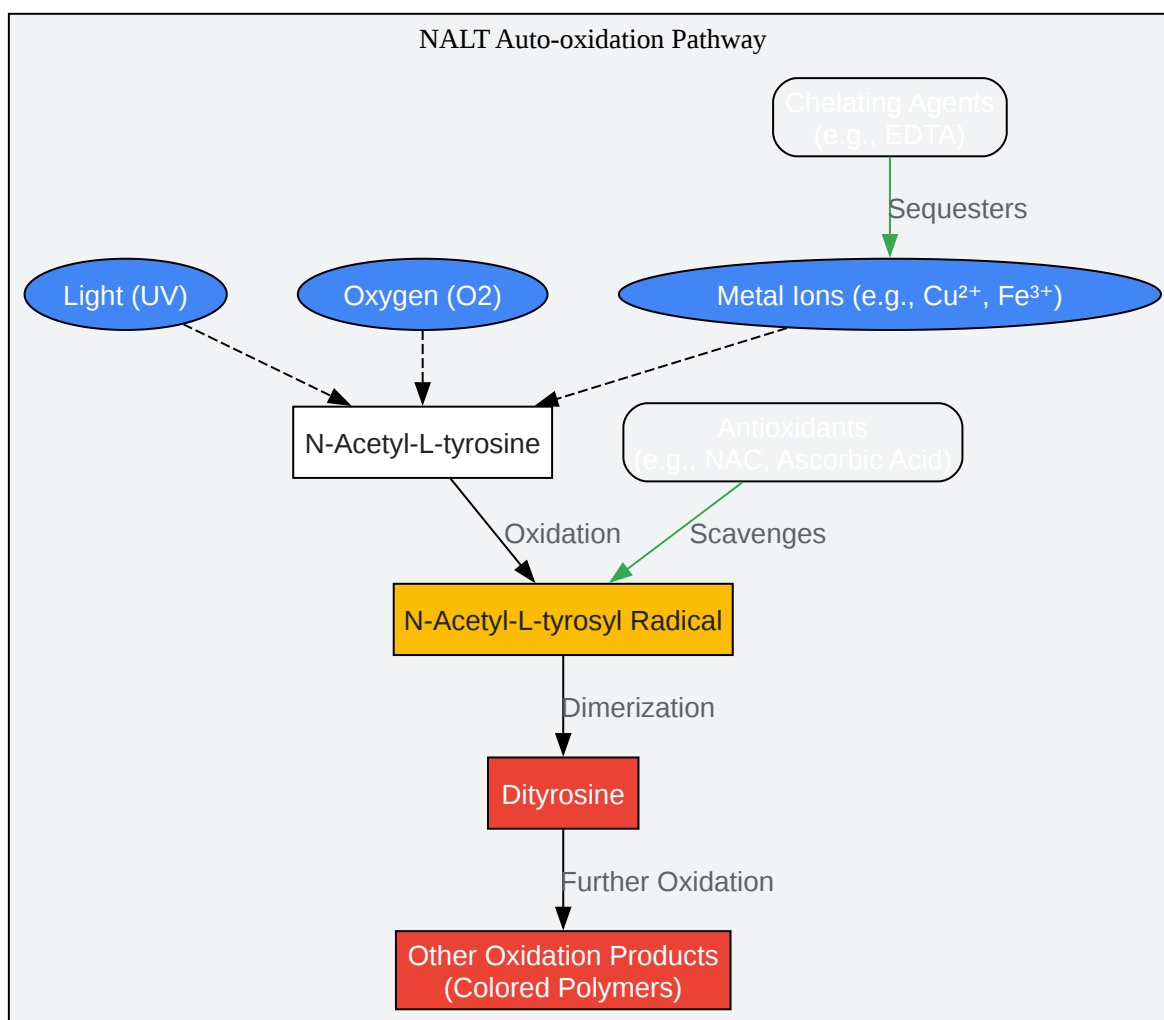 NALT Auto-oxidation Pathway
Chelating Agents
(e.g., EDTA)
Sequesters
Light (UV)
Oxygen (O2)
Metal Ions (e.g., Cu²⁺, Fe³⁺)
N-Acetyl-L-tyrosine
Antioxidants
(e.g., NAC, Ascorbic Acid)
Oxidation
Scavenges
N-Acetyl-L-tyrosyl Radical
Dimerization
Dityrosine
Further Oxidation
Other Oxidation Products
(Colored Polymers)